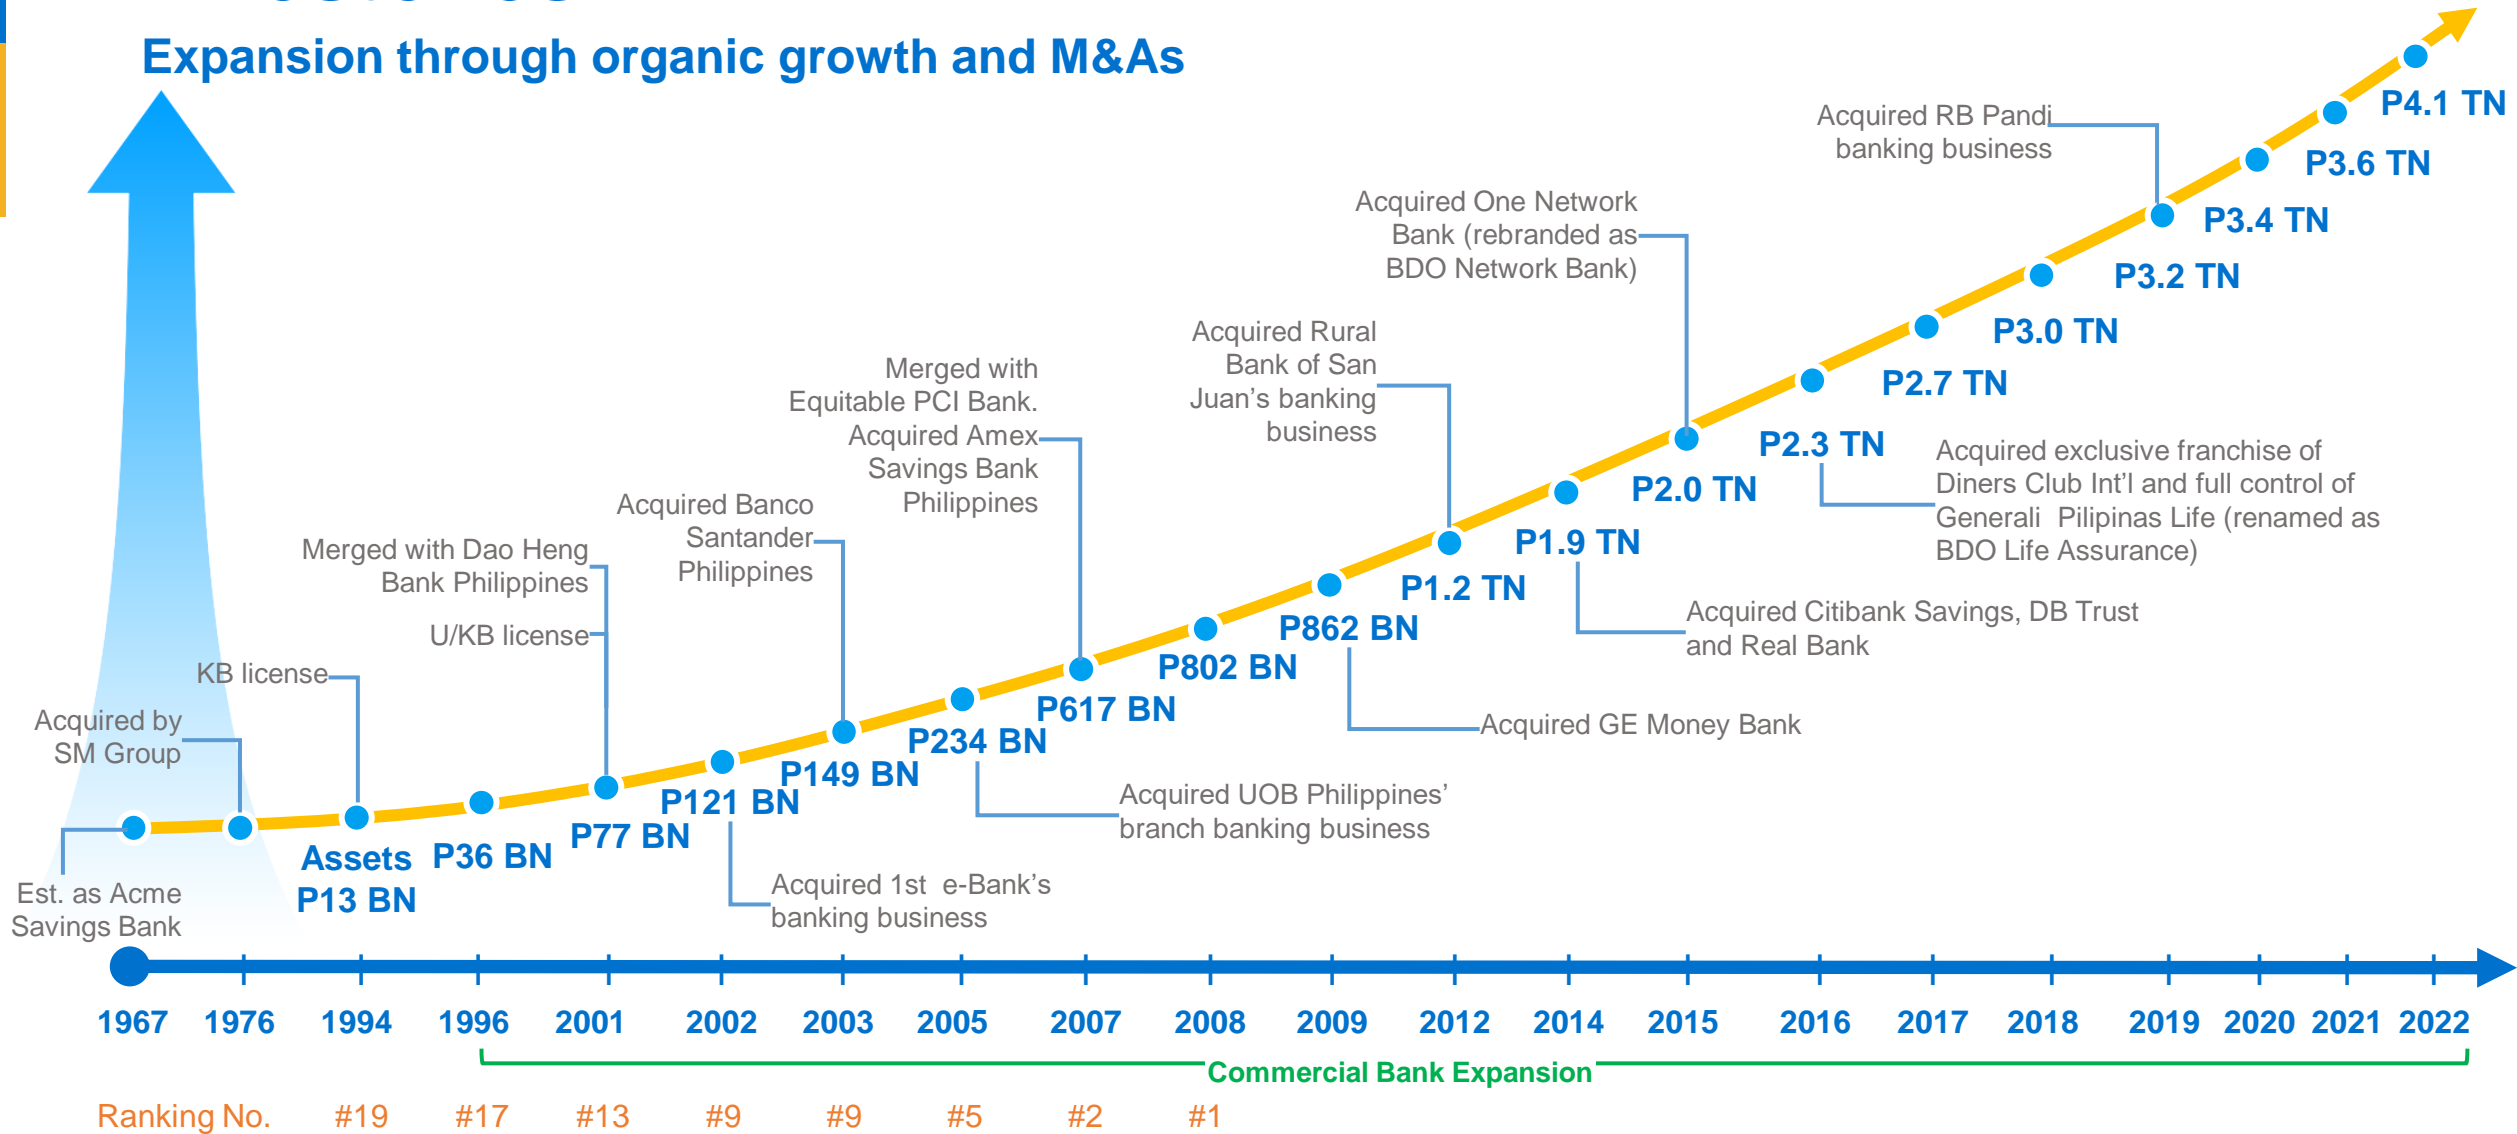 Expansion through organic growth and M&As
P4.1 TN
Acquired RB Pandi
banking business
P3.6 TN
Acquired One Network
Bank (rebranded as
BDO Network Bank)
P3.4 TN
P3.2 TN
Acquired Rural
Bank of San
Juan’s banking
business
P3.0 TN
Merged with
Equitable PCI Bank.
Acquired Amex
Savings Bank
Philippines
P2.7 TN
P2.3 TN
Acquired exclusive franchise of
Diners Club Int’l and full control of
Generali  Pilipinas Life (renamed as
BDO Life Assurance)
P2.0 TN
Acquired Banco
Santander
Philippines
Merged with Dao Heng
Bank Philippines
P1.9 TN
P1.2 TN
U/KB license
P862 BN
Acquired Citibank Savings, DB Trust
and Real Bank
KB license
P802 BN
Acquired by
SM Group
P617 BN
Acquired GE Money Bank
P234 BN
P149 BN
P121 BN
Acquired UOB Philippines’
branch banking business
P77 BN
Assets
P13 BN
P36 BN
Est. as Acme
Savings Bank
Acquired 1st  e-Bank’s
banking business
1967 1976 1994 1996 2001 2002 2003 2005 2007 2008 2009 2012 2014 2015 2016 2017 2018 2019 2020 2021 2022
Commercial Bank Expansion
Ranking No. #19 #17 #13 #9 #9 #5 #2 #1